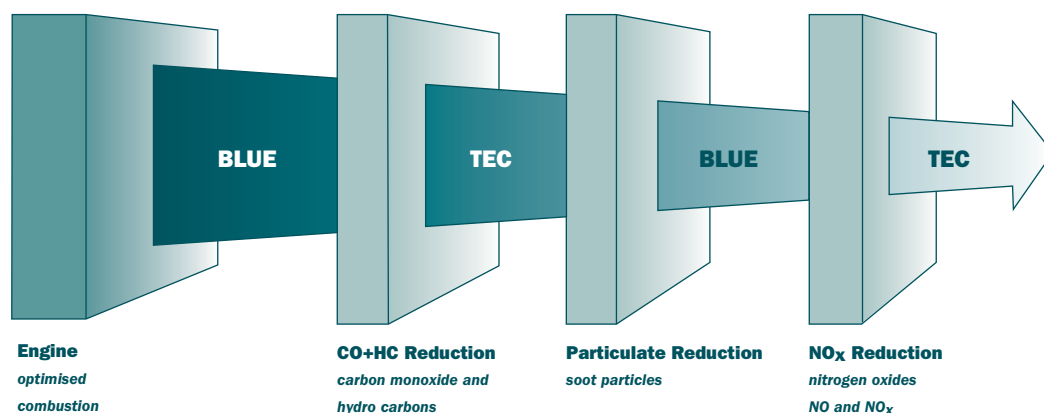 BLUE
TEC
BLUE
TEC
Engine
optimised
combustion
CO+HC Reduction
carbon monoxide and
hydro carbons
Particulate Reduction
soot particles
NOx Reduction
nitrogen oxides
NO and NOx